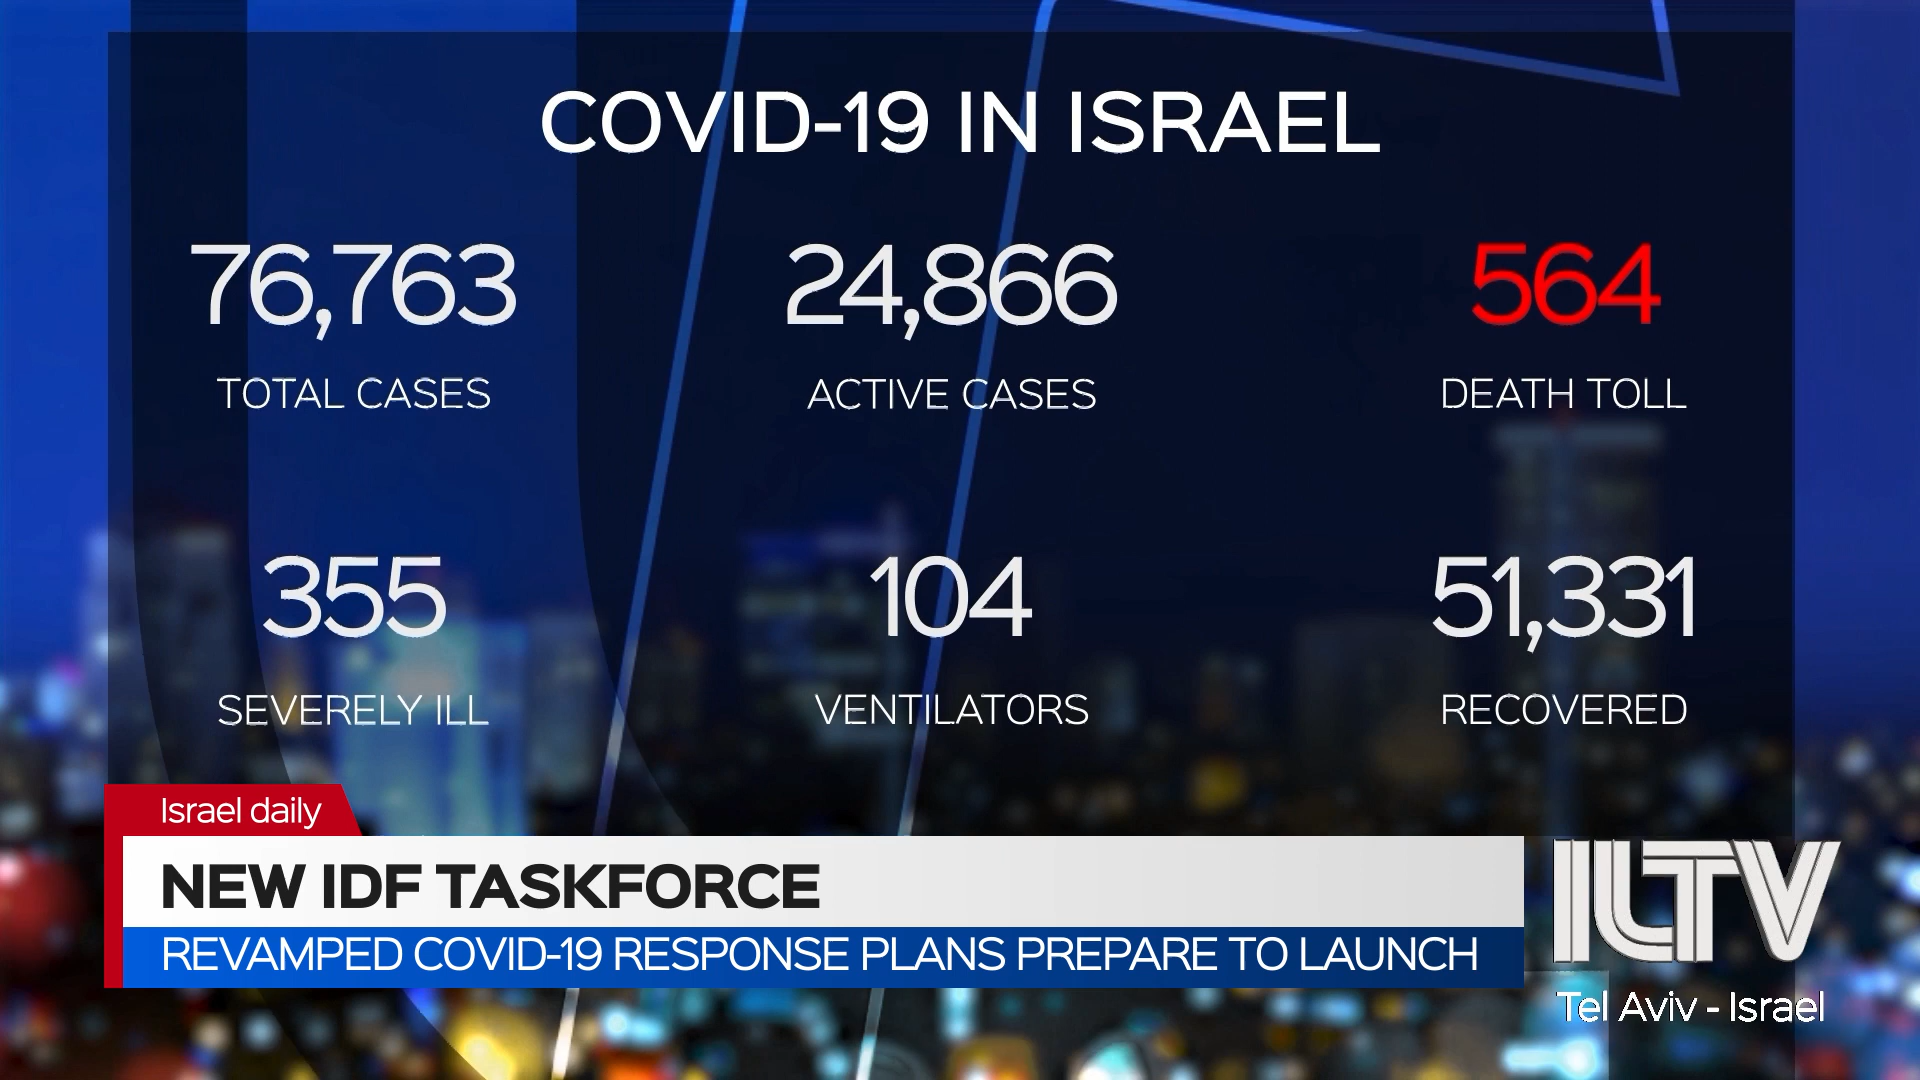 COVID-19 IN ISRAEL
76,763
TOTAL CASES
24,866
ACTIVE CASES
564
DEATH TOLL
355
SEVERELY ILL
104
VENTILATORS
51,331
RECOVERED
Israel daily
NEW IDF TASKFORCE
REVAMPED COVID-19 RESPONSE PLANS PREPARE TO LAUNCH
ILTV
Tel Aviv - Israel